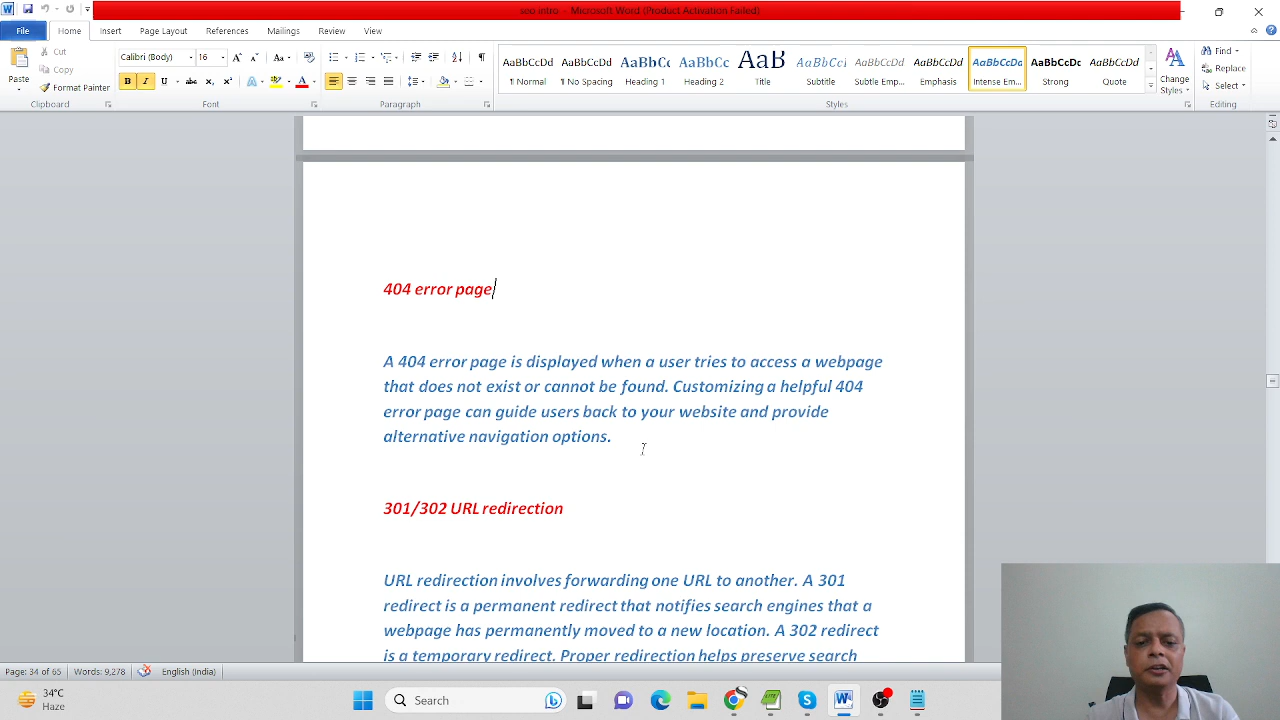 seo intro - Microsoft Word (Product Activation Failed)
File Home Insert Page Layout References Mailings Review View
Cut
Copy
Format Painter
Paste
Clipboard
Calibri (Body) 16
Font
Paragraph
AaBbCcDd AaBbCcDd AaBbCc AaBbCc AaB AaBbCcI AaBbCcDd AaBbCcDd AaBbCcDd AaBbCcDc AaBbCcDd
¶ Normal ¶ No Spacing Heading 1 Heading 2 Title Subtitle Subtle Emp... Emphasis Intense Em... Strong Quote
Styles
Change
Styles
Find
Replace
Select
Editing
404 error page
A 404 error page is displayed when a user tries to access a webpage
that does not exist or cannot be found. Customizing a helpful 404
error page can guide users back to your website and provide
alternative navigation options.
301/302 URL redirection
URL redirection involves forwarding one URL to another. A 301
redirect is a permanent redirect that notifies search engines that a
webpage has permanently moved to a new location. A 302 redirect
is a temporary redirect. Proper redirection helps preserve search
Page: 34 of 65 Words: 9,278 English (India)
34°C
Haze
Search